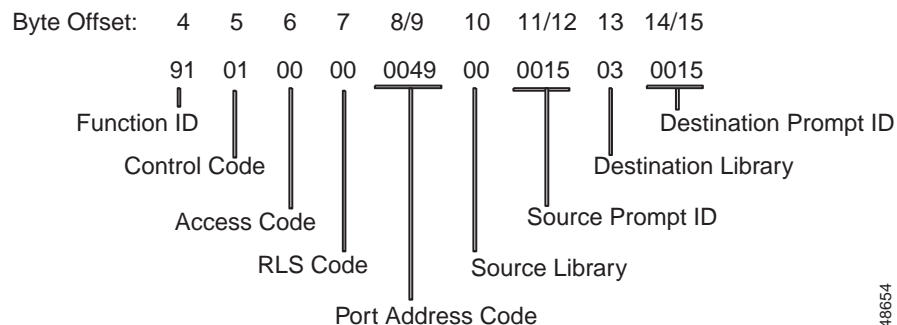 Byte Offset: 4 5 6 7 8/9 10 11/12 13 14/15
91 01 00 00 0049 00 0015 03 0015
Function ID
Destination Prompt ID
Control Code
Destination Library
Access Code
Source Prompt ID
RLS Code
Source Library
Port Address Code
48654